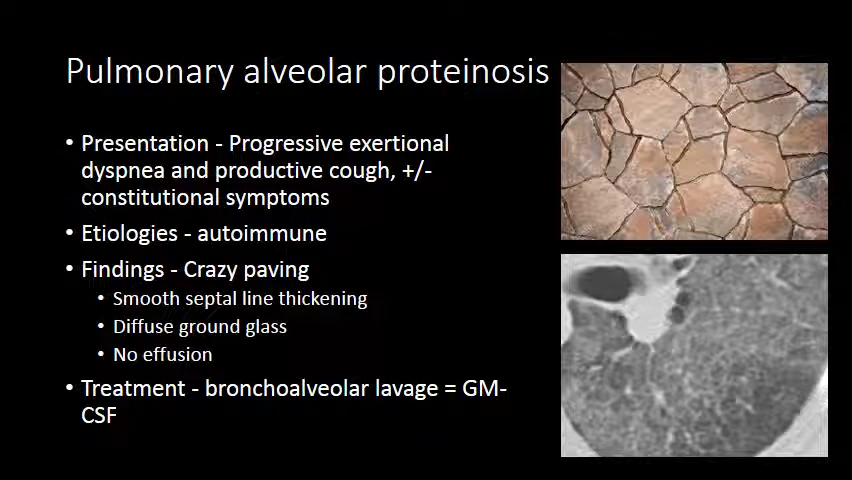 Pulmonary alveolar proteinosis
• Presentation - Progressive exertional
dyspnea and productive cough, +/-
constitutional symptoms
• Etiologies - autoimmune
• Findings - Crazy paving
• Smooth septal line thickening
• Diffuse ground glass
• No effusion
• Treatment - bronchoalveolar lavage = GM-
CSF